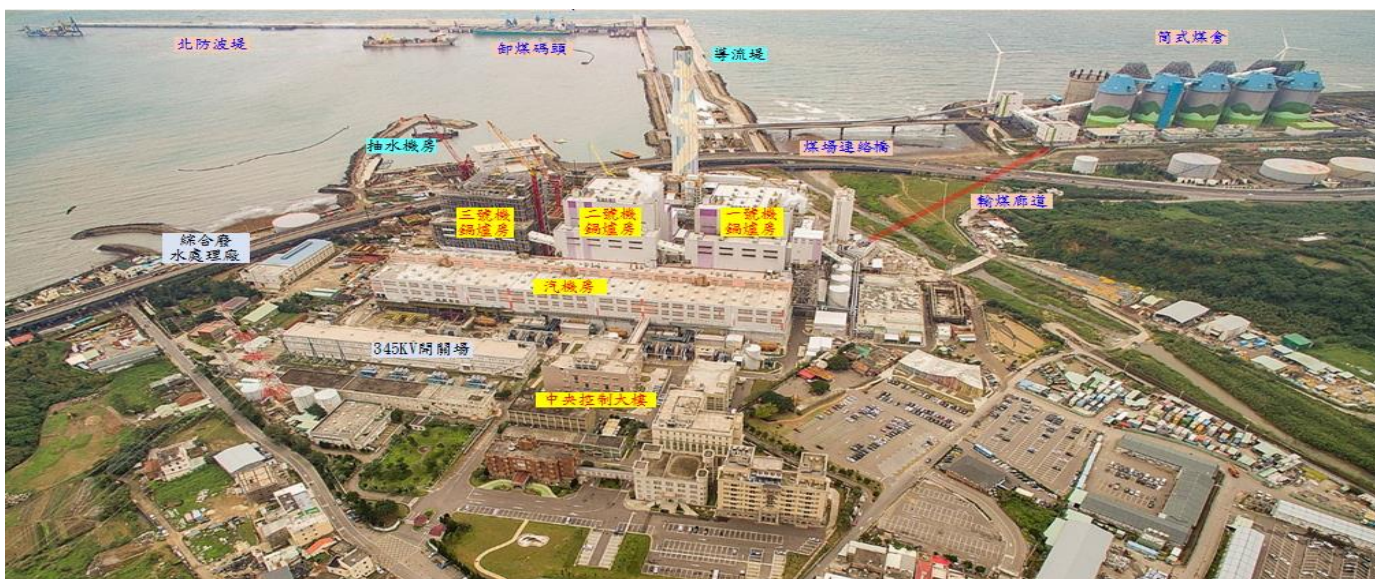 北防波堤
卸煤碼頭
導流堤
筒式煤倉
抽水機房
煤場連絡橋
輸煤廊道
三號機
鍋爐房
二號機
鍋爐房
一號機
鍋爐房
綜合廢
水處理廠
汽機房
345KV開關場
中央控制大樓